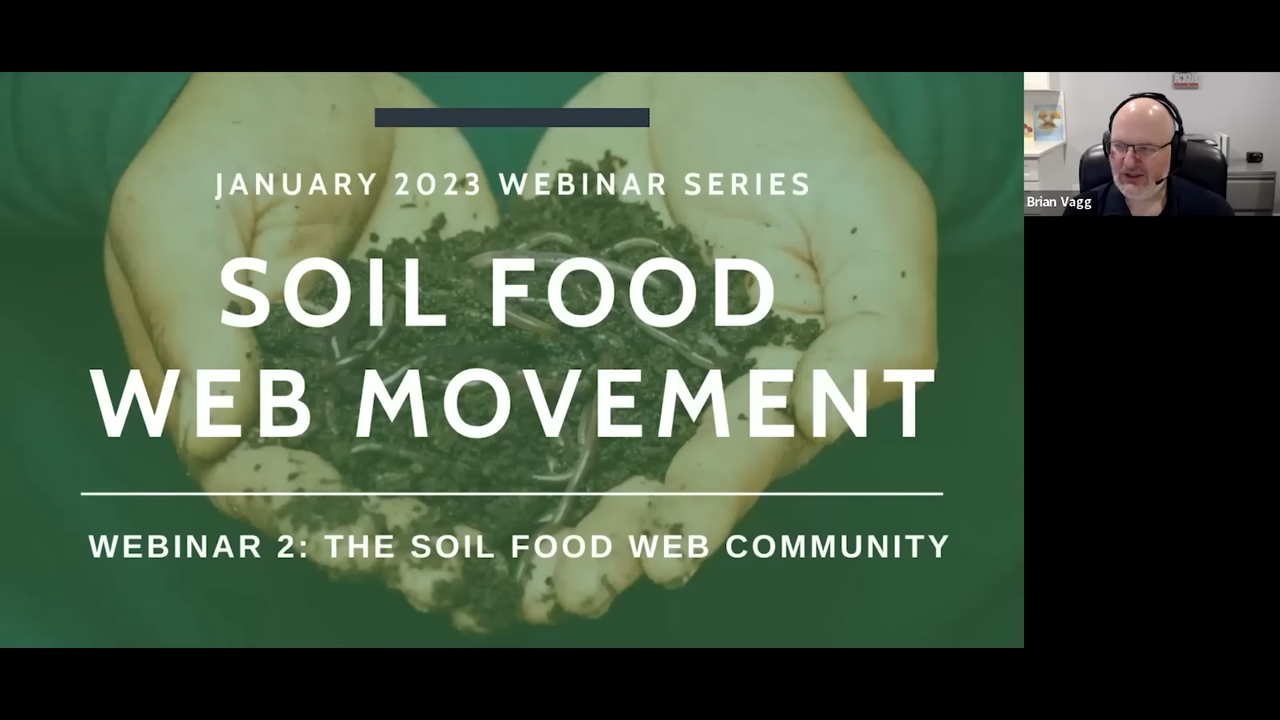 JANUARY 2023 WEBINAR SERIES
SOIL FOOD
WEB MOVEMENT
WEBINAR 2: THE SOIL FOOD WEB COMMUNITY
Brian Vagg